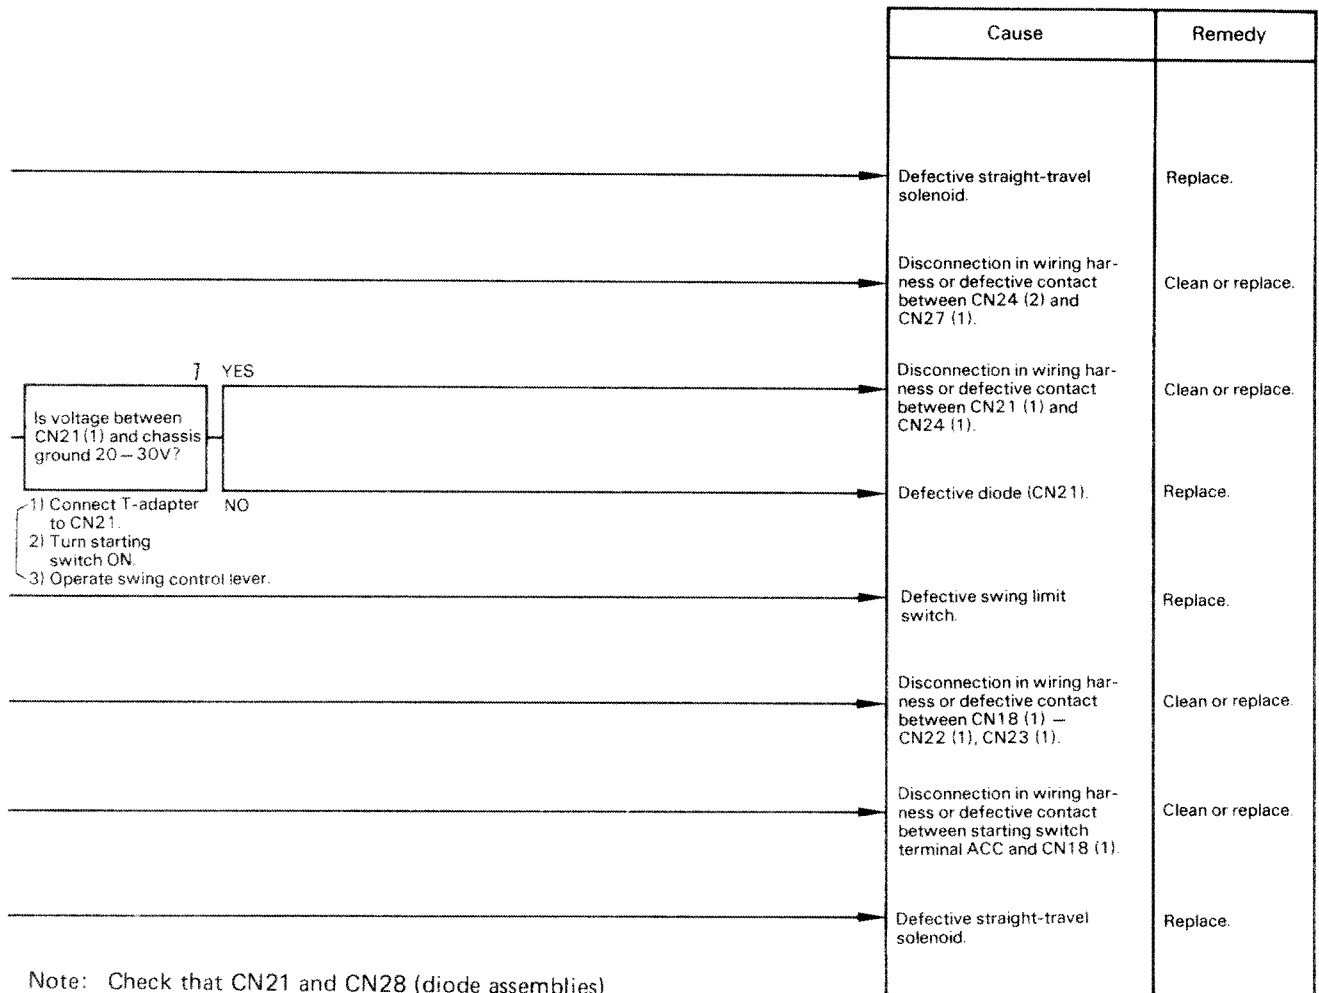 Cause
Remedy
Defective straight-travel
solenoid.
Replace.
Disconnection in wiring har-
ness or defective contact
between CN24 (2) and
CN27 (1).
Clean or replace.
7 YES
Is voltage between
CN21(1) and chassis
ground 20 – 30V?
Disconnection in wiring har-
ness or defective contact
between CN21 (1) and
CN24 (1).
Clean or replace.
1) Connect T-adapter
to CN21.
2) Turn starting
switch ON.
3) Operate swing control lever.
NO
Defective diode (CN21).
Replace.
Defective swing limit
switch.
Replace.
Disconnection in wiring har-
ness or defective contact
between CN18 (1) –
CN22 (1), CN23 (1).
Clean or replace.
Disconnection in wiring har-
ness or defective contact
between starting switch
terminal ACC and CN18 (1).
Clean or replace.
Defective straight-travel
solenoid.
Replace.
Note: Check that CN21 and CN28 (diode assemblies)